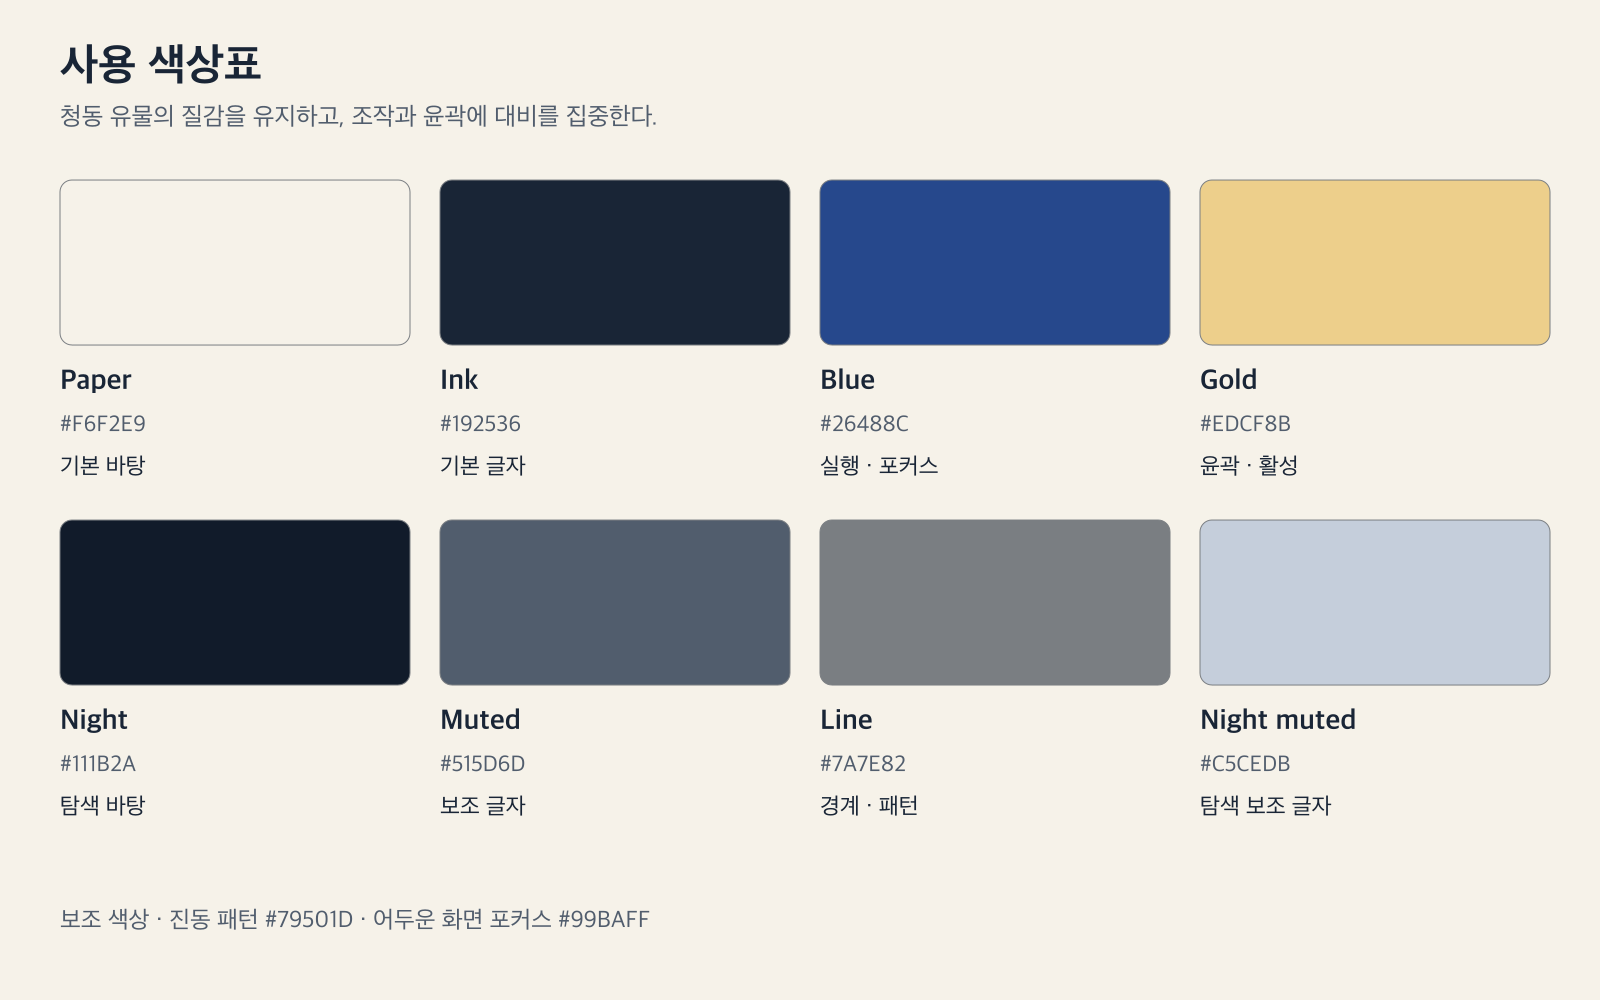 사용 색상표
청동 유물의 질감을 유지하고, 조작과 윤곽에 대비를 집중한다.
Paper
#F6F2E9
기본 바탕
Ink
#192536
기본 글자
Blue
#26488C
실행 · 포커스
Gold
#EDCF8B
윤곽 · 활성
Night
#111B2A
탐색 바탕
Muted
#515D6D
보조 글자
Line
#7A7E82
경계 · 패턴
Night muted
#C5CEDB
탐색 보조 글자
보조 색상 · 진동 패턴 #79501D · 어두운 화면 포커스 #99BAFF